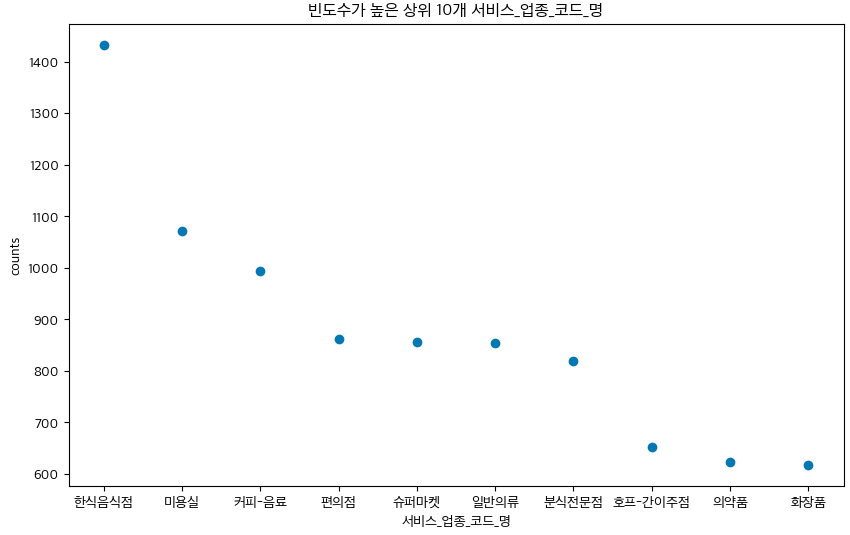 빈도수가 높은 상위 10개 서비스_업종_코드_명
counts
1400
1300
1200
1100
1000
900
800
700
600
한식음식점 미용실 커피-음료 편의점 슈퍼마켓 일반의류 분식전문점 호프-간이주점 의약품 화장품
서비스_업종_코드_명